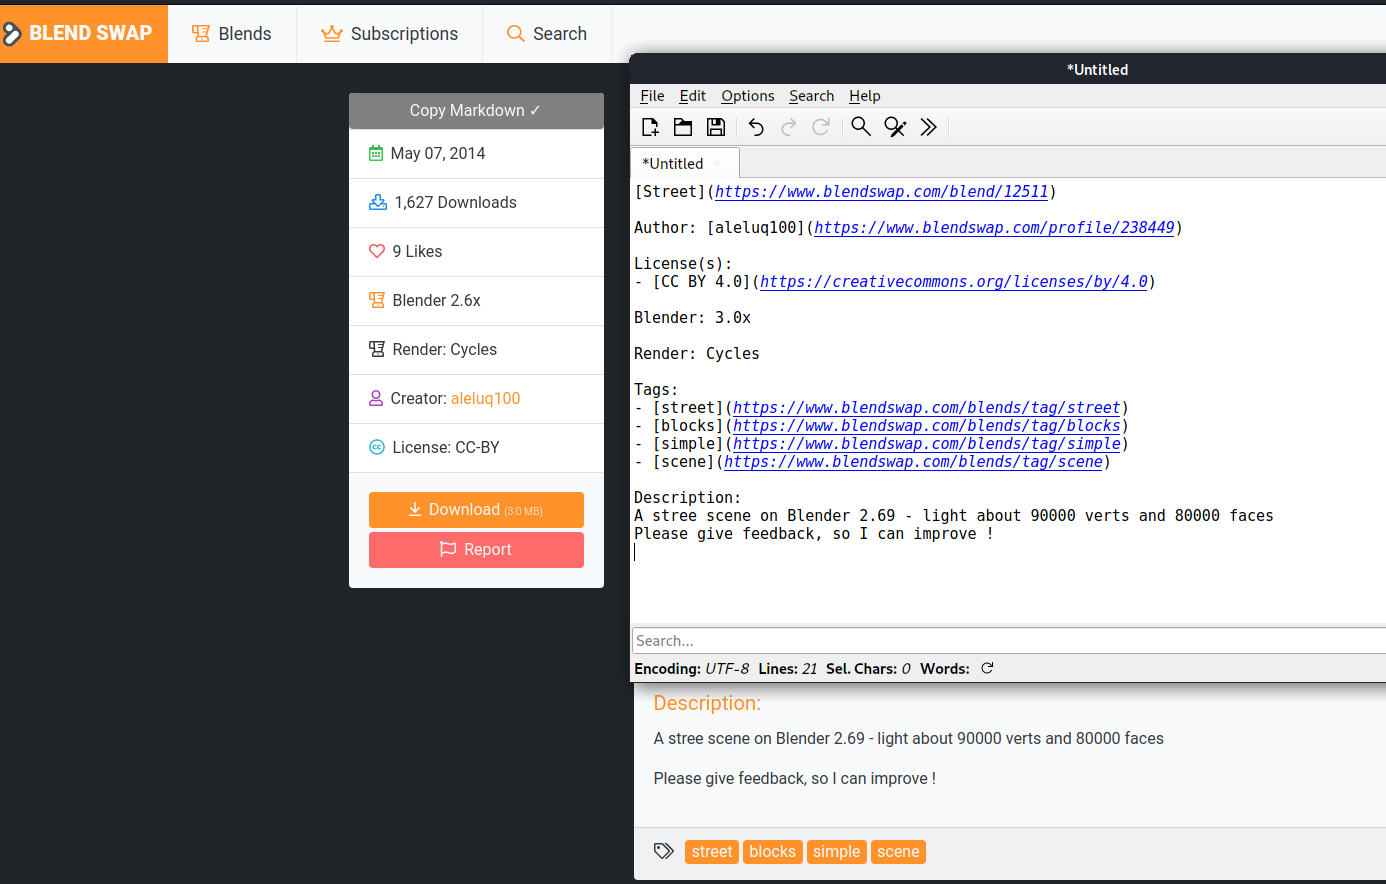 BLEND SWAP
Blends
Subscriptions
Search
Copy Markdown ✓
May 07, 2014
1,627 Downloads
9 Likes
Blender 2.6x
Render: Cycles
Creator: aleluq100
License: CC-BY
Download (3.0 MB)
Report
*Untitled
File Edit Options Search Help
*Untitled
[Street](https://www.blendswap.com/blend/12511)
Author: [aleluq100](https://www.blendswap.com/profile/238449)
License(s):
- [CC BY 4.0](https://creativecommons.org/licenses/by/4.0)
Blender: 3.0x
Render: Cycles
Tags:
- [street](https://www.blendswap.com/blends/tag/street)
- [blocks](https://www.blendswap.com/blends/tag/blocks)
- [simple](https://www.blendswap.com/blends/tag/simple)
- [scene](https://www.blendswap.com/blends/tag/scene)
Description:
A stree scene on Blender 2.69 - light about 90000 verts and 80000 faces
Please give feedback, so I can improve !
Search...
Encoding: UTF-8 Lines: 21 Sel. Chars: 0 Words:
Description:
A stree scene on Blender 2.69 - light about 90000 verts and 80000 faces
Please give feedback, so I can improve !
street blocks simple scene